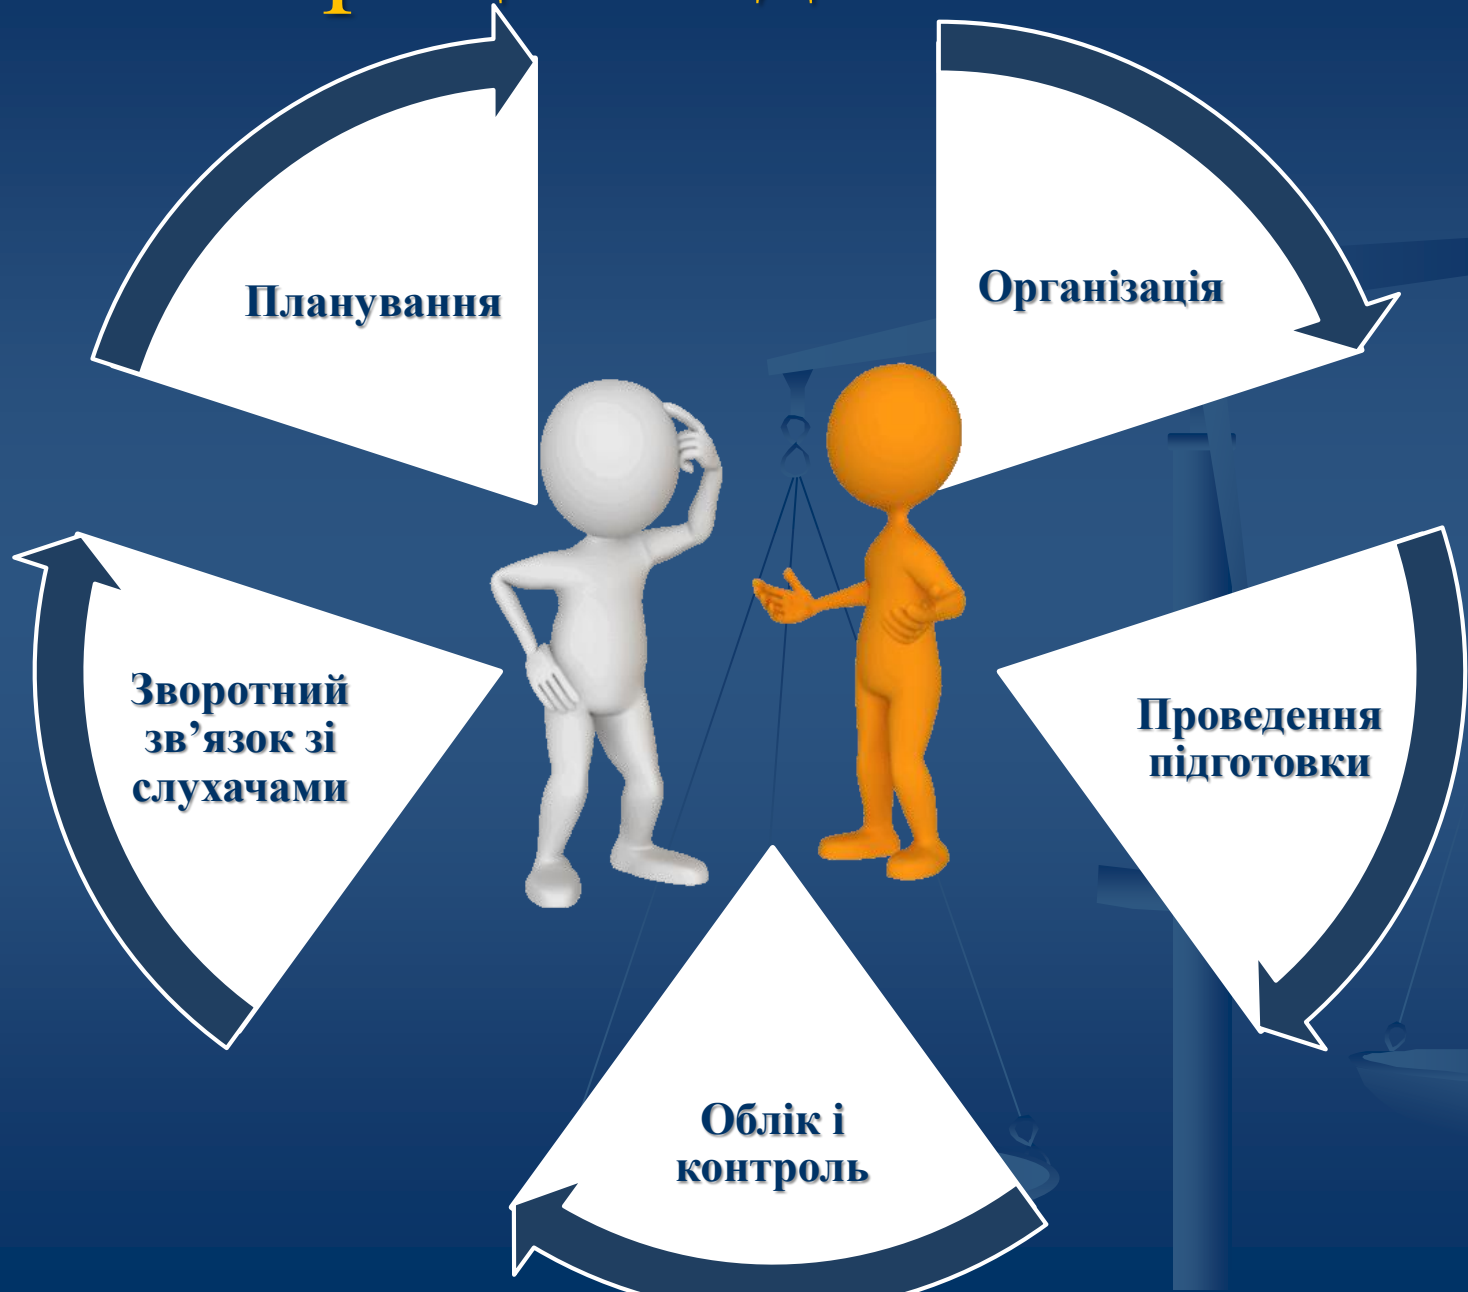 Планування
Організація
Проведення
підготовки
Облік і
контроль
Зворотний
зв’язок зі
слухачами